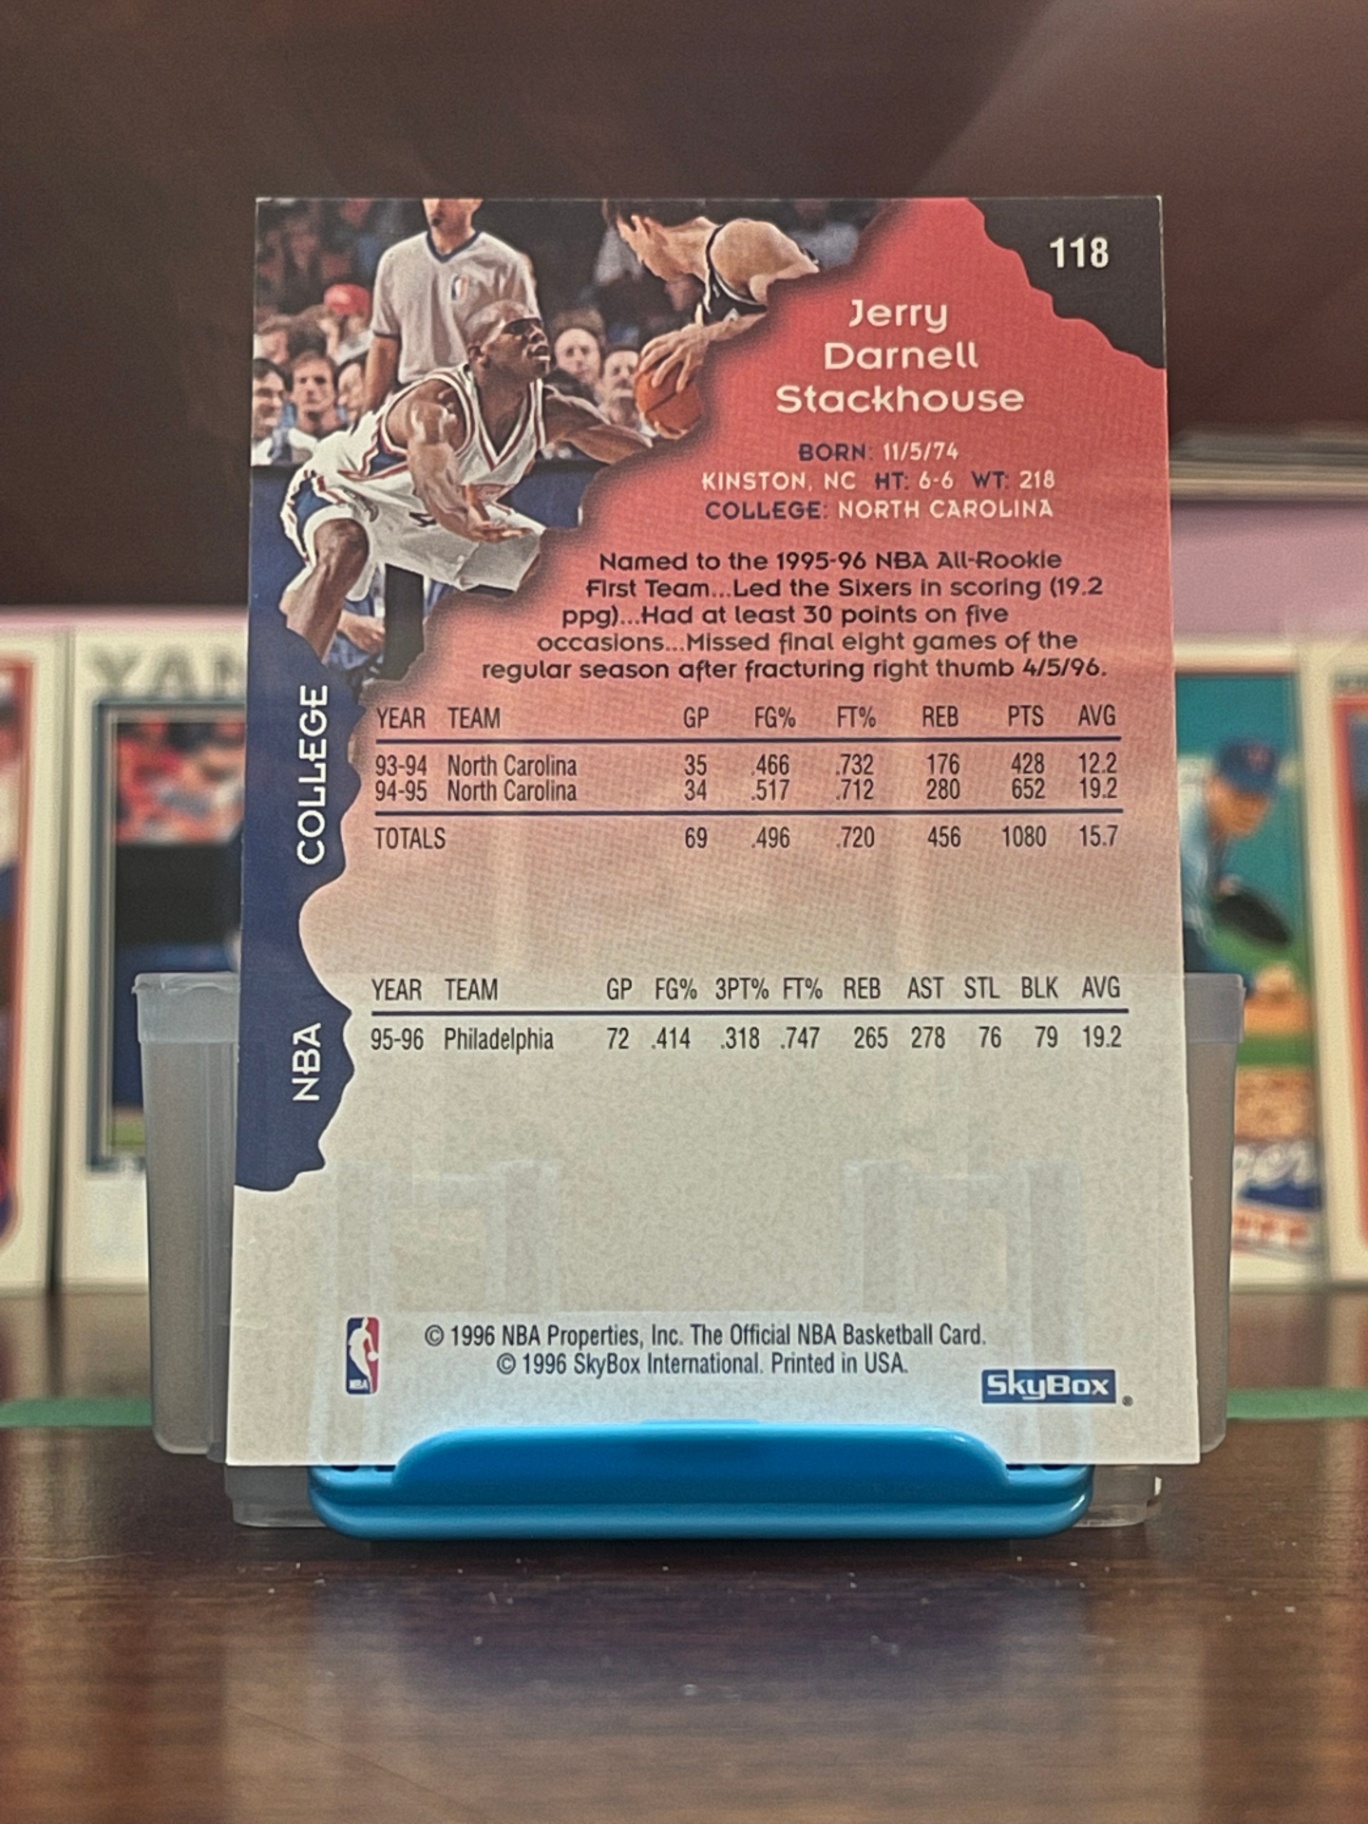 118
Jerry
Darnell
Stackhouse
BORN: 11/5/74
KINSTON, NC HT: 6-6 WT: 218
COLLEGE: NORTH CAROLINA
Named to the 1995-96 NBA All-Rookie
First Team...Led the Sixers in scoring (19.2
ppg)...Had at least 30 points on five
occasions...Missed final eight games of the
regular season after fracturing right thumb 4/5/96.
COLLEGE
YEAR TEAM GP FG% FT% REB PTS AVG
93-94 North Carolina 35 .466 .732 176 428 12.2
94-95 North Carolina 34 .517 .712 280 652 19.2
TOTALS 69 .496 .720 456 1080 15.7
NBA
YEAR TEAM GP FG% 3PT% FT% REB AST STL BLK AVG
95-96 Philadelphia 72 .414 .318 .747 265 278 76 79 19.2
© 1996 NBA Properties, Inc. The Official NBA Basketball Card.
© 1996 SkyBox International. Printed in USA.
NBA
SkyBox
YAN